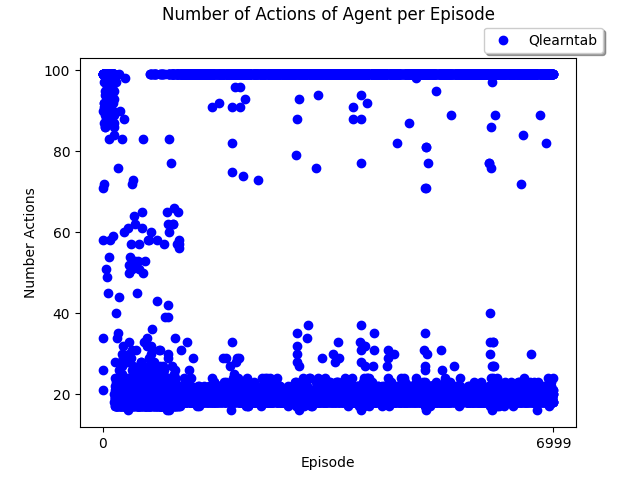 Number of Actions of Agent per Episode
Qlearntab
100
80
60
40
20
Number Actions
0
6999
Episode